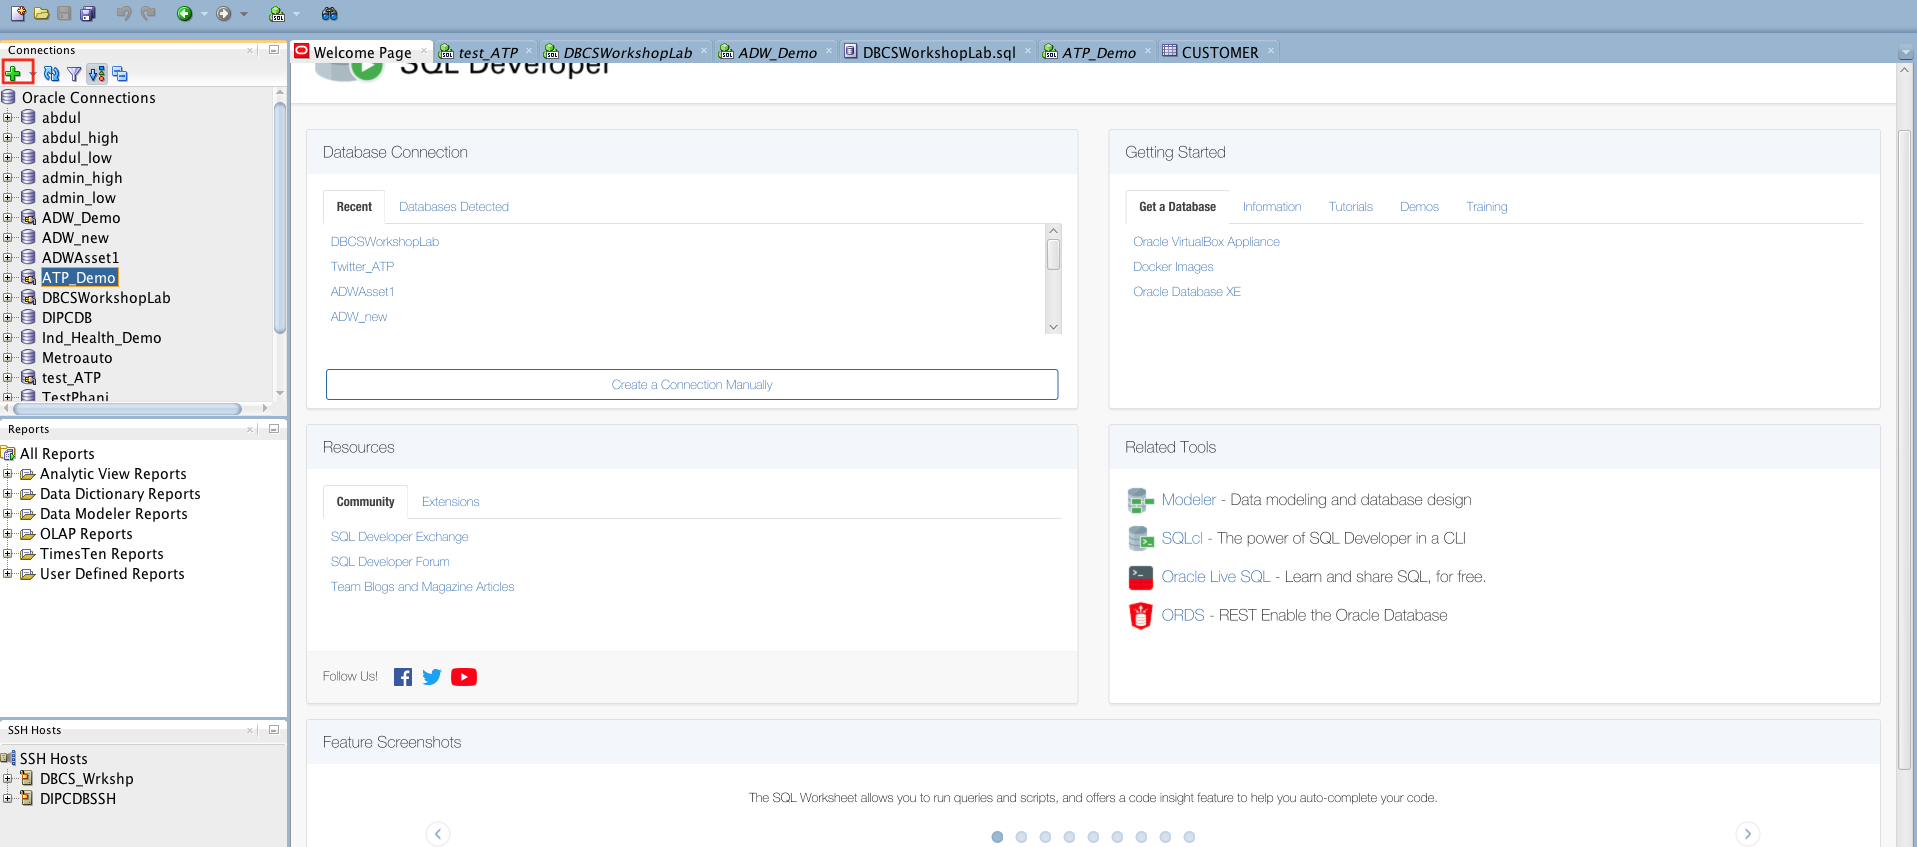 Connections
Welcome Page
test_ATP
DBCSWorkshopLab
ADW_Demo
DBCSWorkshopLab.sql
ATP_Demo
CUSTOMER
Oracle Connections
abdul
abdul_high
abdul_low
admin_high
admin_low
ADW_Demo
ADW_new
ADWAsset1
ATP_Demo
DBCSWorkshopLab
DIPCDB
Ind_Health_Demo
Metroauto
test_ATP
TestPhani
Reports
All Reports
Analytic View Reports
Data Dictionary Reports
Data Modeler Reports
OLAP Reports
TimesTen Reports
User Defined Reports
SSH Hosts
SSH Hosts
DBCS_Wrkshp
DIPCDBSSH
SQL Developer
Database Connection
Recent
Databases Detected
DBCSWorkshopLab
Twitter_ATP
ADWAsset1
ADW_new
Create a Connection Manually
Getting Started
Get a Database
Information
Tutorials
Demos
Training
Oracle VirtualBox Appliance
Docker Images
Oracle Database XE
Resources
Community
Extensions
SQL Developer Exchange
SQL Developer Forum
Team Blogs and Magazine Articles
Follow Us!
Related Tools
Modeler - Data modeling and database design
SQLcl - The power of SQL Developer in a CLI
Oracle Live SQL - Learn and share SQL, for free.
ORDS - REST Enable the Oracle Database
Feature Screenshots
The SQL Worksheet allows you to run queries and scripts, and offers a code insight feature to help you auto-complete your code.